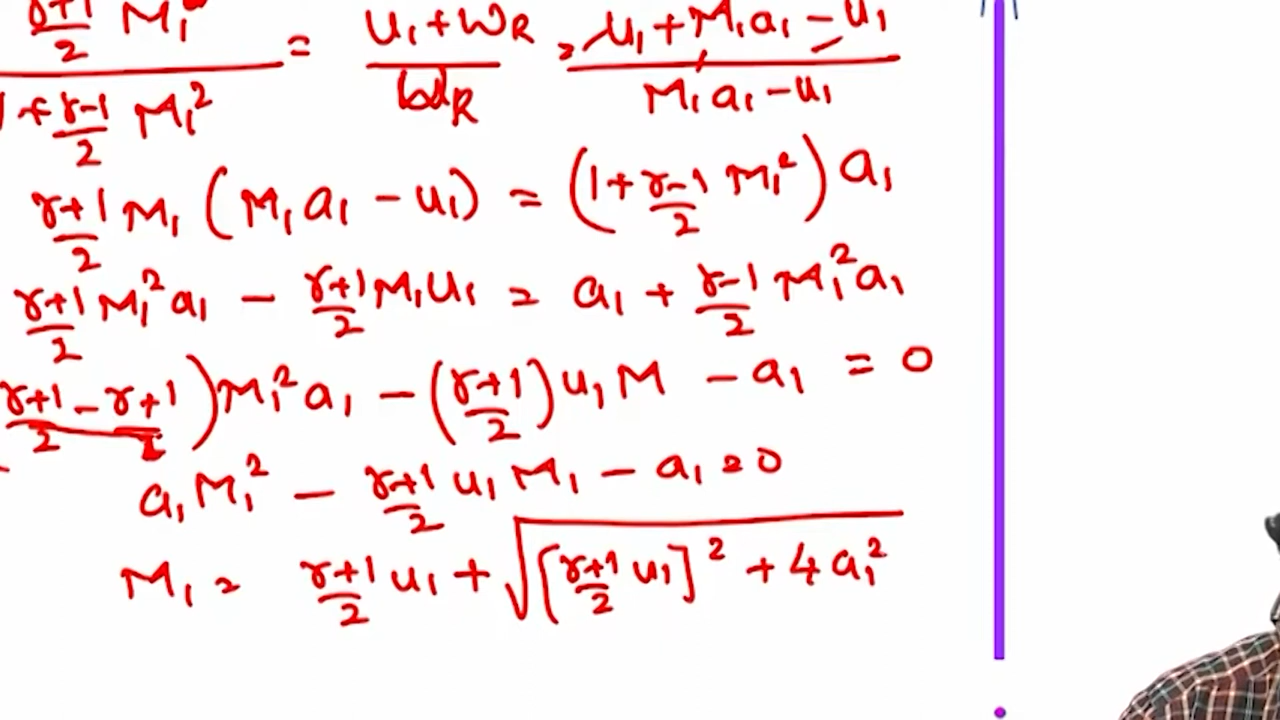 γ+1/2 M₁² / 1+γ-1/2 M₁² = u₁+W_R / W_R = u₁+M₁a₁-u₁ / M₁a₁-u₁
γ+1/2 M₁ (M₁a₁ - u₁) = (1+γ-1/2 M₁²) a₁
γ+1/2 M₁²a₁ - γ+1/2 M₁u₁ = a₁ + γ-1/2 M₁²a₁
γ+1/2 - γ+1/2 ) M₁²a₁ - (γ+1/2) u₁M - a₁ = 0
a₁M₁² - γ+1/2 u₁M₁ - a₁ = 0
M₁ = γ+1/2 u₁ + √[γ+1/2 u₁]² + 4a₁²